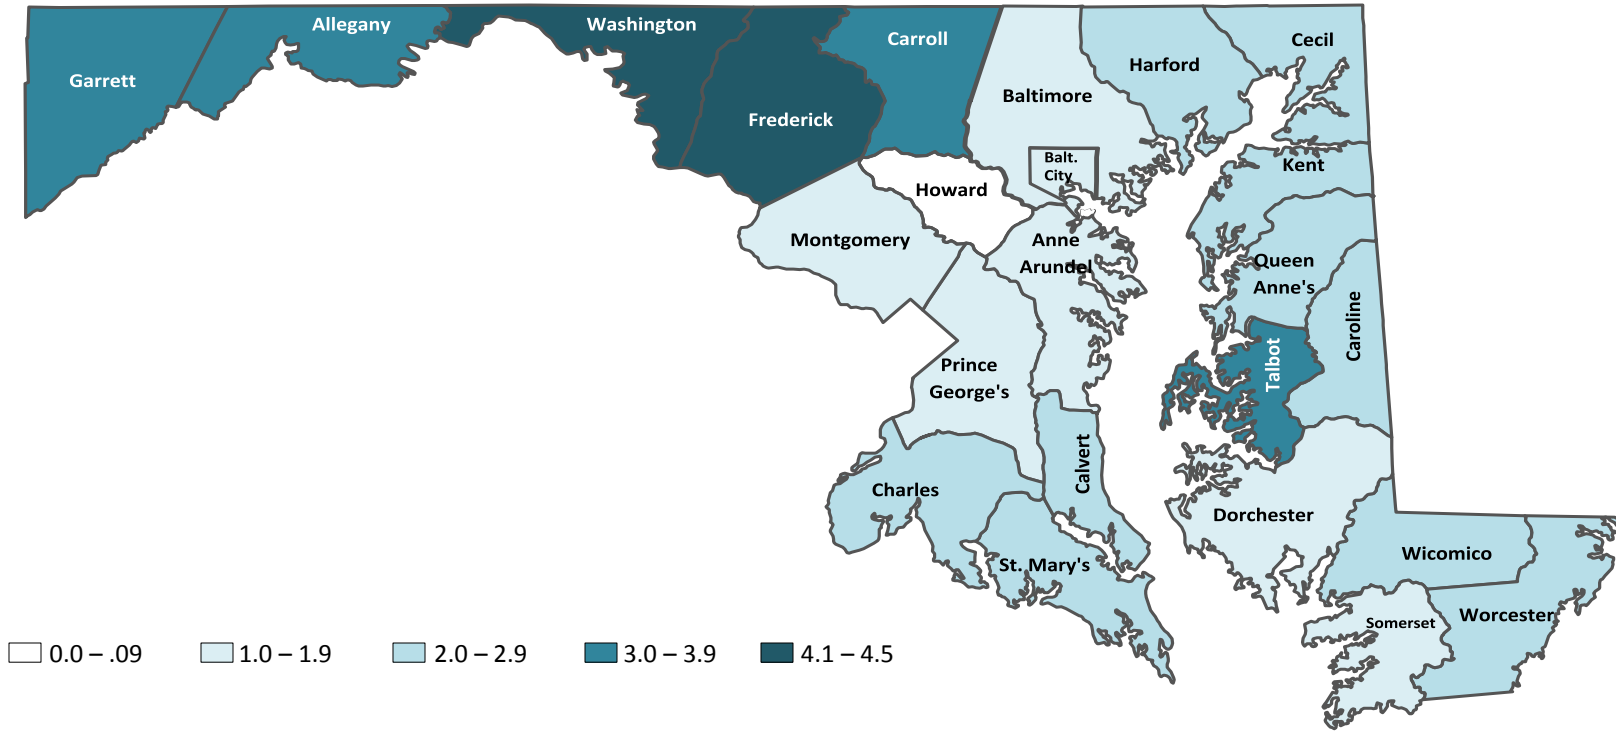 Allegany
Washington
Carroll
Cecil
Garrett
Harford
Baltimore
Frederick
Balt.
City
Kent
Howard
Montgomery
Anne
Arundel
Queen
Anne's
Caroline
Talbot
Prince
George's
Calvert
Charles
Dorchester
St. Mary's
Wicomico
Somerset
Worcester
0.0 – .09
1.0 – 1.9
2.0 – 2.9
3.0 – 3.9
4.1 – 4.5